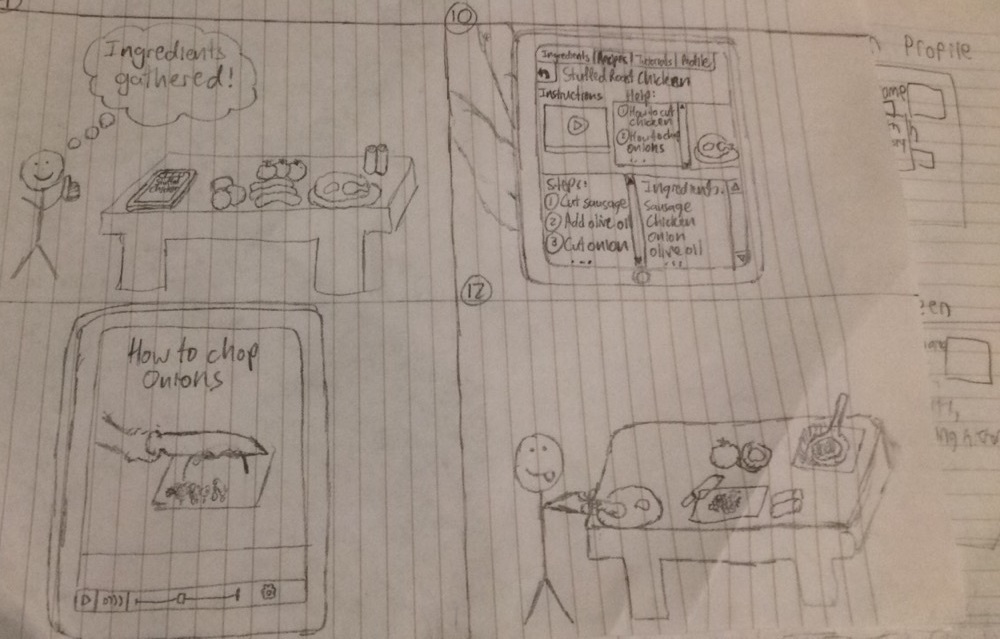 Ingredients
gathered!
10
Ingredients Recipes Tutorials Profile
Stuffed Roast Chicken
Instructions
Help:
① How to cut
chicken
② How to chop
onions
...
Steps:
① Cut sausage
② Add olive oil
③ Cut onion
...
Ingredients:
Sausage
Chicken
Onion
olive oil
...
How to chop
Onions
12
Profile